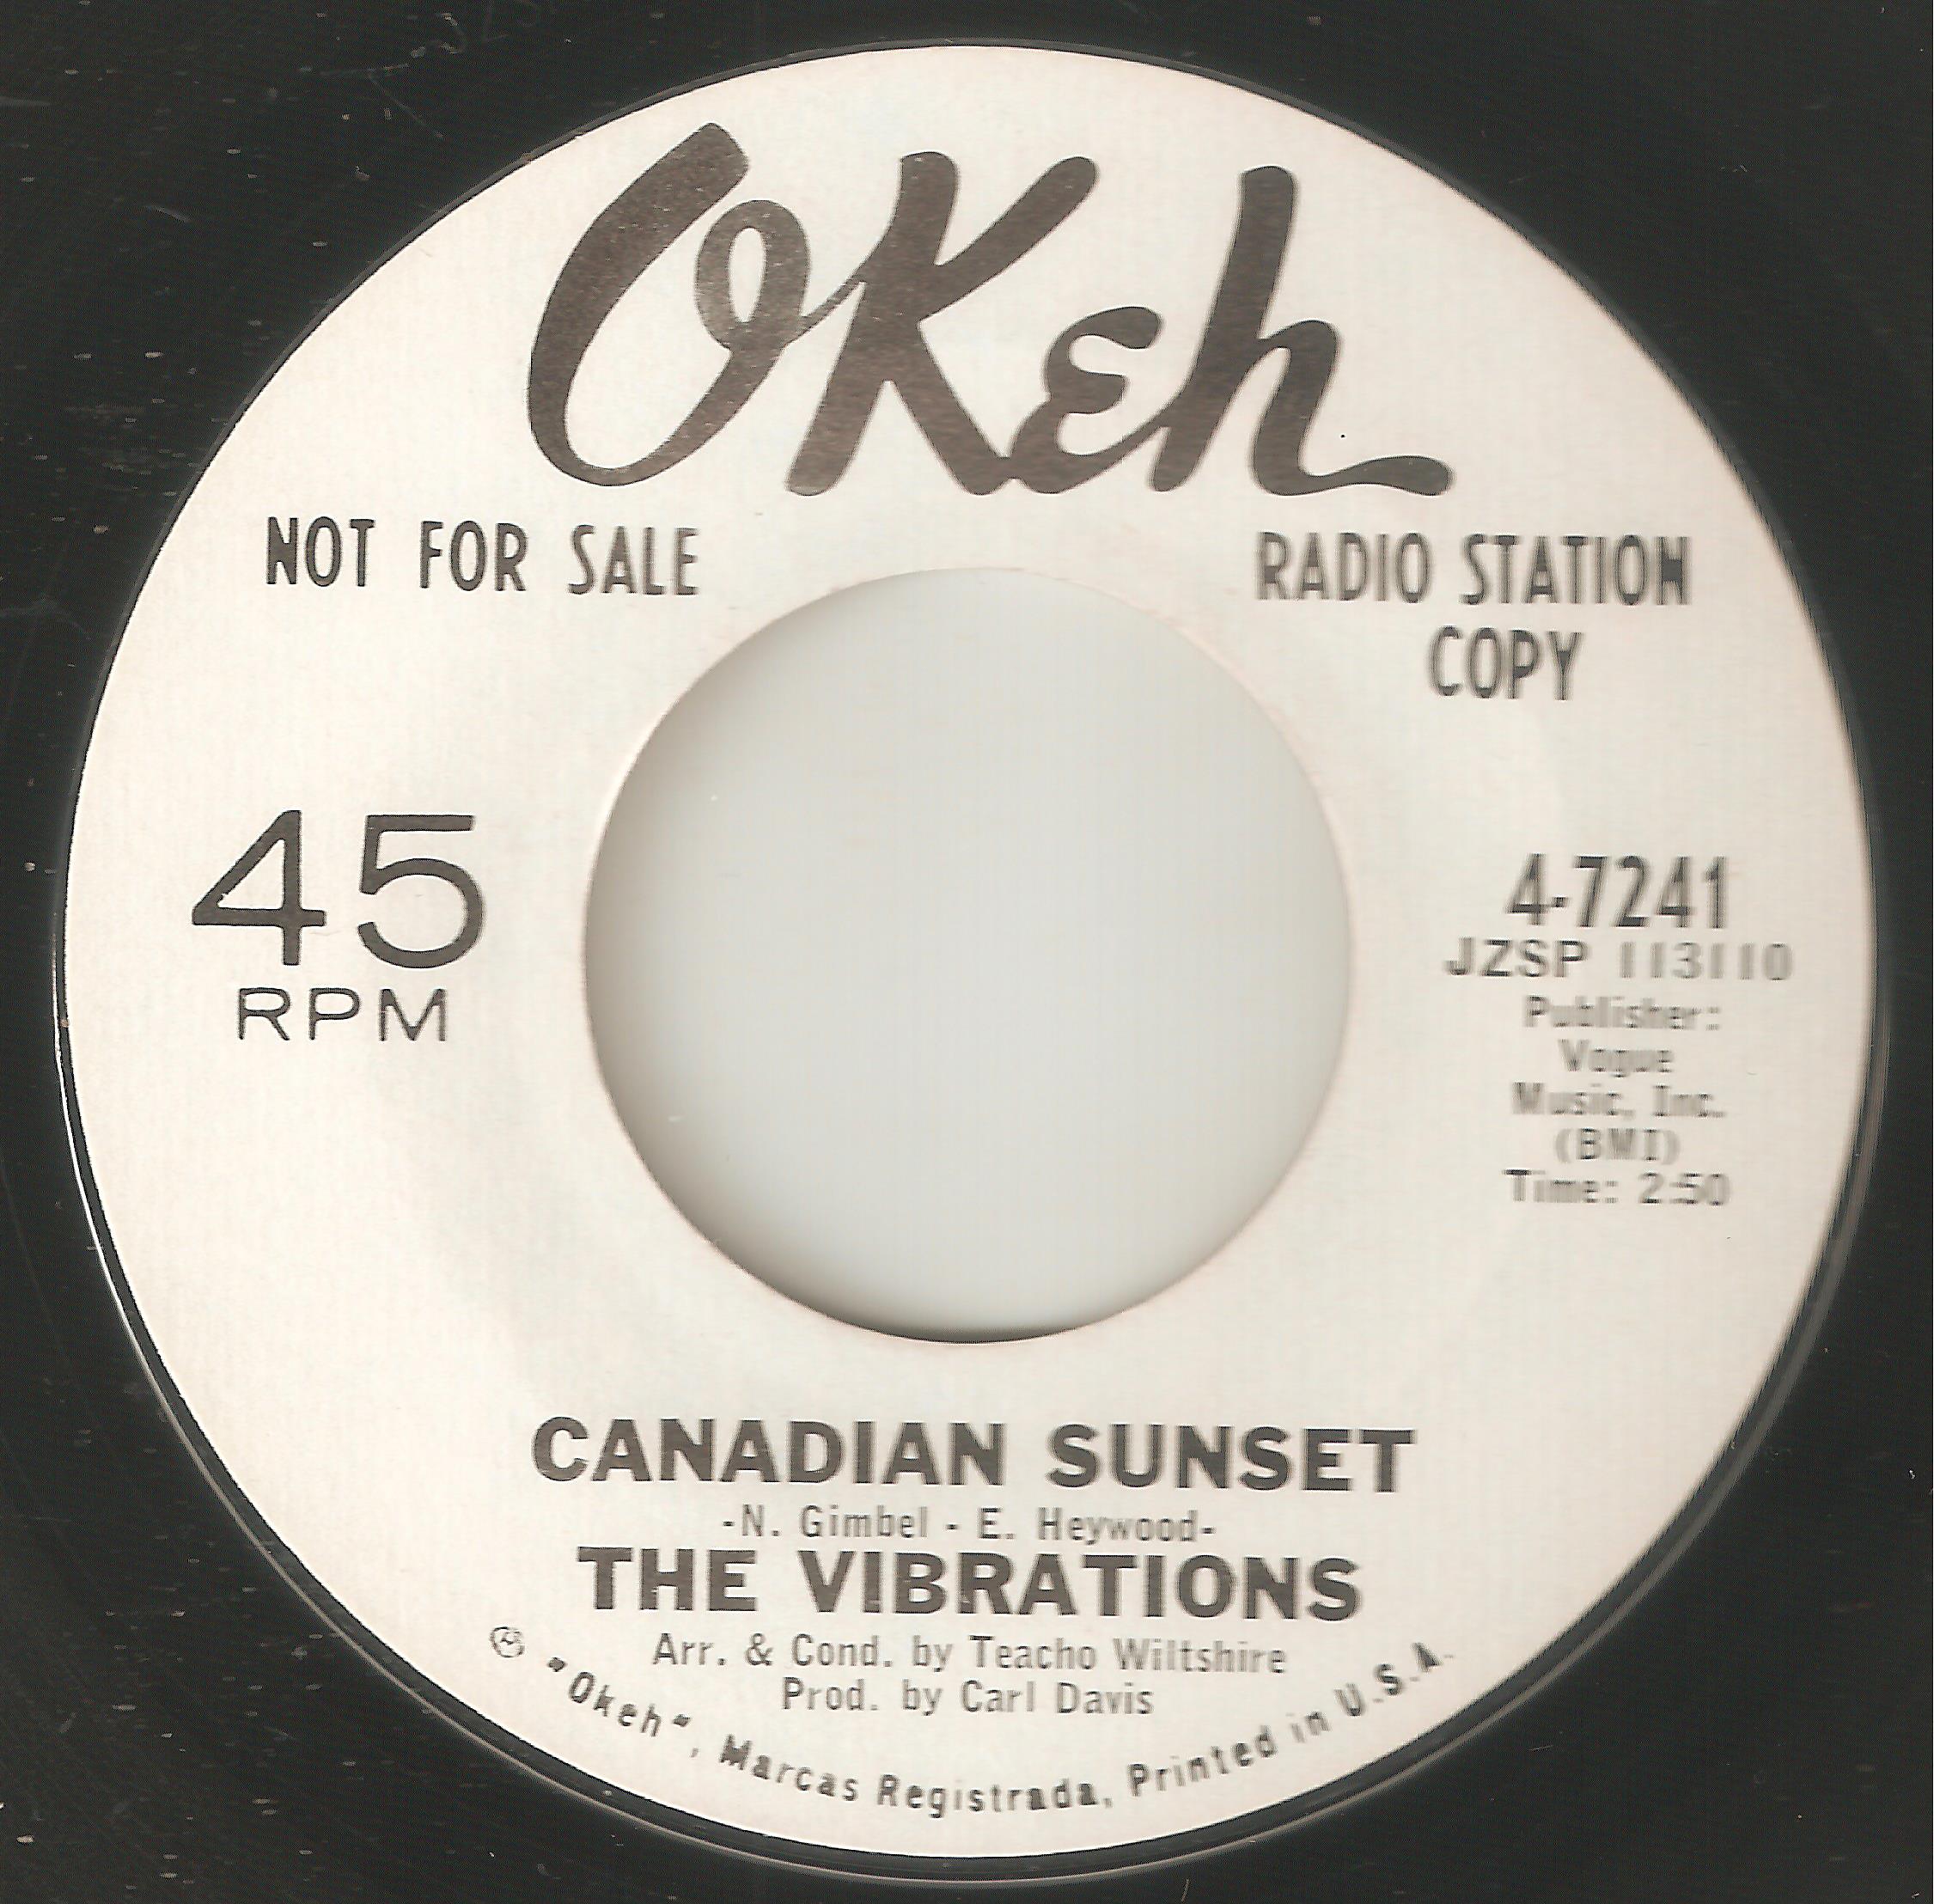 OKeh
NOT FOR SALE
RADIO STATION
COPY
45
RPM
4-7241
JZSP 113110
Publisher:
Vogue
Music, Inc.
(BMI)
Time: 2:50
CANADIAN SUNSET
-N. Gimbel - E. Heywood-
THE VIBRATIONS
Arr. & Cond. by Teacho Wiltshire
Prod. by Carl Davis
"Okeh", Marcas Registrada, Printed in U.S.A.